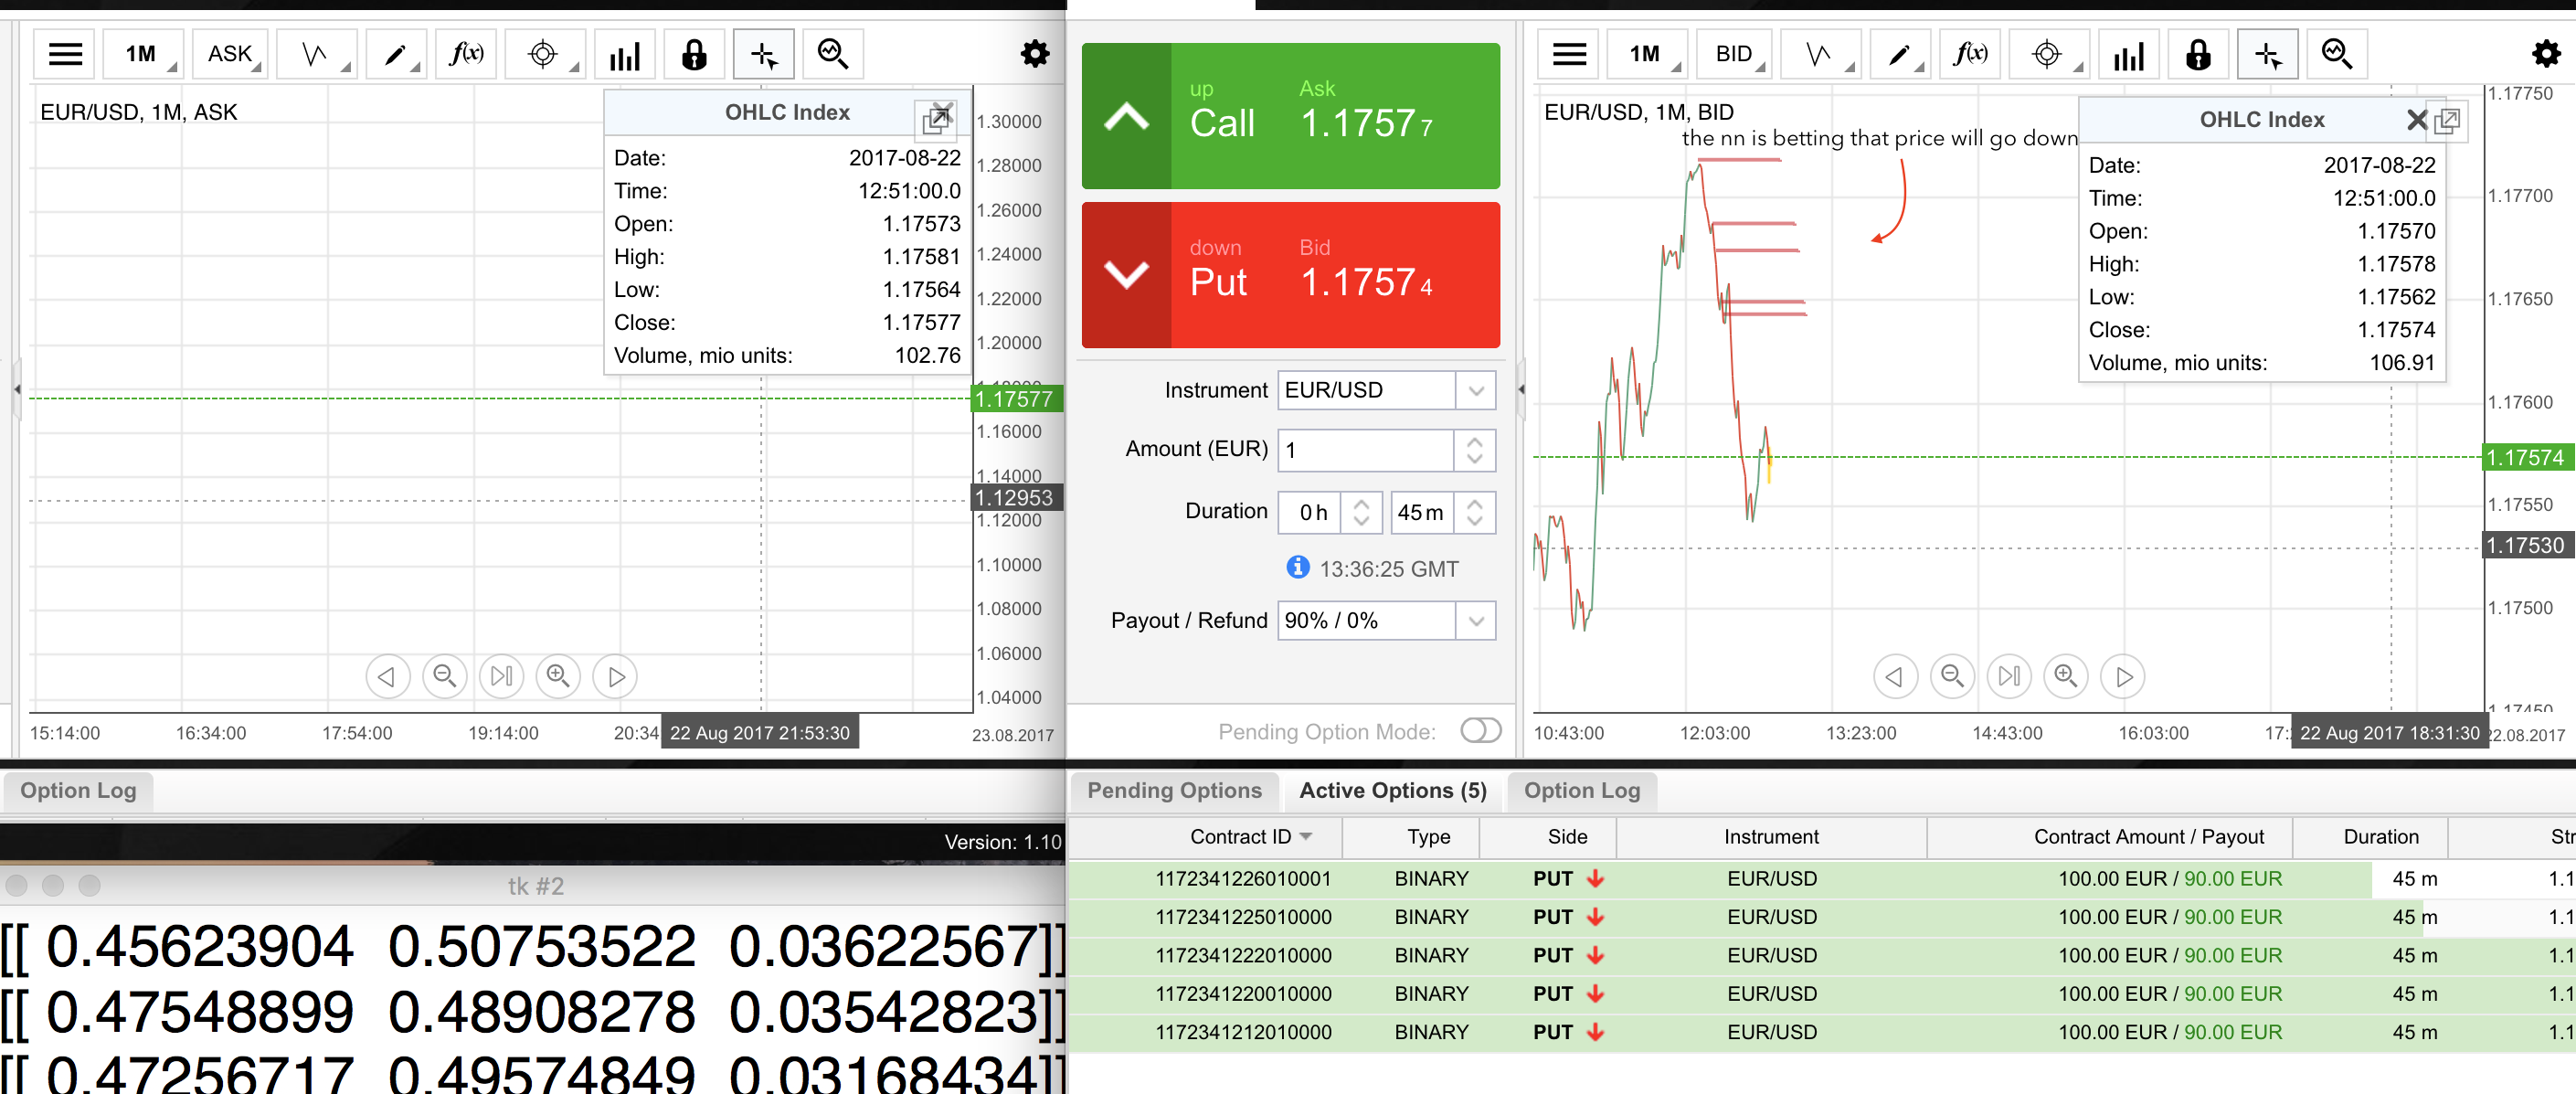 1M ASK f(x)
EUR/USD, 1M, ASK
OHLC Index
Date: 2017-08-22
Time: 12:51:00.0
Open: 1.17573
High: 1.17581
Low: 1.17564
Close: 1.17577
Volume, mio units: 102.76
1.30000
1.28000
1.26000
1.24000
1.22000
1.20000
1.18000
1.17577
1.16000
1.14000
1.12953
1.12000
1.10000
1.08000
1.06000
1.04000
15:14:00 16:34:00 17:54:00 19:14:00 20:34 22 Aug 2017 21:53:30 23.08.2017
up Ask
Call 1.17577
down Bid
Put 1.17574
Instrument EUR/USD
Amount (EUR) 1
Duration 0 h 45 m
13:36:25 GMT
Payout / Refund 90% / 0%
Pending Option Mode:
1M BID f(x)
EUR/USD, 1M, BID
the nn is betting that price will go down
OHLC Index
Date: 2017-08-22
Time: 12:51:00.0
Open: 1.17570
High: 1.17578
Low: 1.17562
Close: 1.17574
Volume, mio units: 106.91
1.17750
1.17700
1.17650
1.17600
1.17574
1.17550
1.17530
1.17500
1.17450
10:43:00 12:03:00 13:23:00 14:43:00 16:03:00 17: 22 Aug 2017 18:31:30 22.08.2017
Option Log
Version: 1.10
tk #2
[[ 0.45623904 0.50753522 0.03622567]]
[[ 0.47548899 0.48908278 0.03542823]]
[[ 0.47256717 0.49574849 0.03168434]]
Pending Options Active Options (5) Option Log
Contract ID Type Side Instrument Contract Amount / Payout Duration Str
1172341226010001 BINARY PUT EUR/USD 100.00 EUR / 90.00 EUR 45 m 1.1
1172341225010000 BINARY PUT EUR/USD 100.00 EUR / 90.00 EUR 45 m 1.1
1172341222010000 BINARY PUT EUR/USD 100.00 EUR / 90.00 EUR 45 m 1.1
1172341220010000 BINARY PUT EUR/USD 100.00 EUR / 90.00 EUR 45 m 1.1
1172341212010000 BINARY PUT EUR/USD 100.00 EUR / 90.00 EUR 45 m 1.1